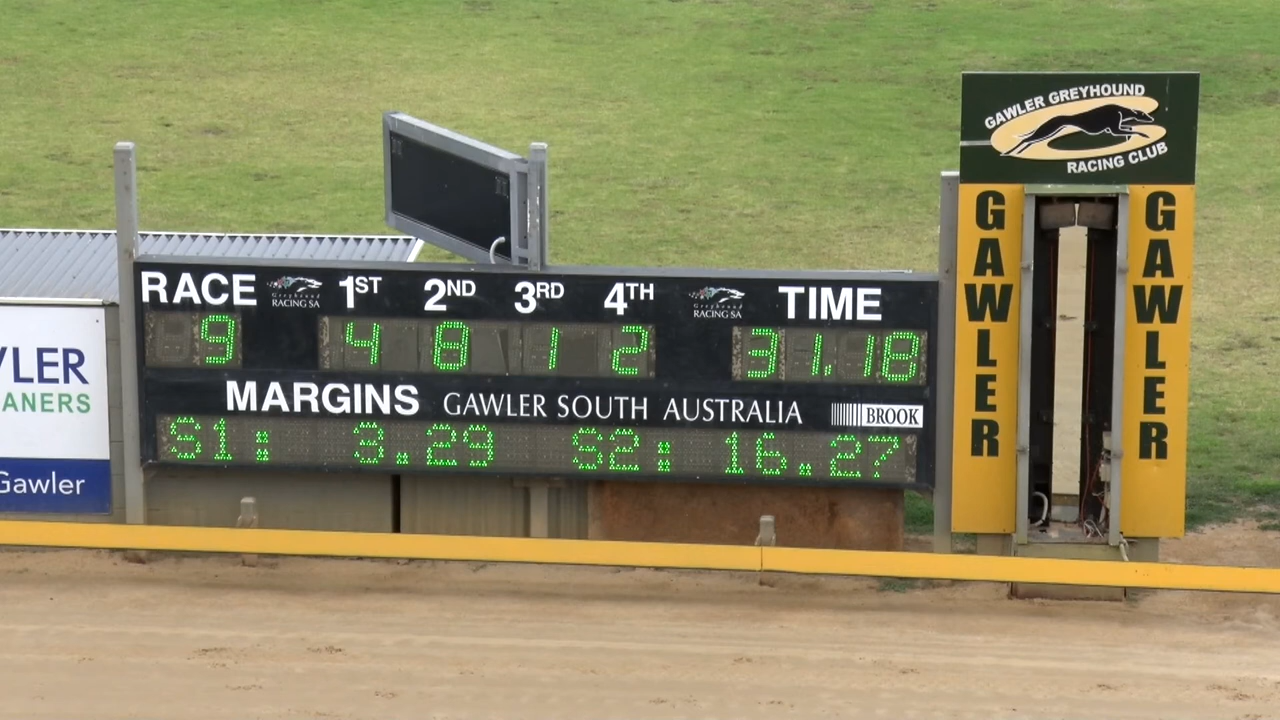 GAWLER GREYHOUND
RACING CLUB
GAWLER
GAWLER
RACE
Greyhound
RACING SA
1ST 2ND 3RD 4TH
Greyhound
RACING SA
TIME
9 4 8 1 2 31.18
MARGINS GAWLER SOUTH AUSTRALIA BROOK
S1: 3.29 S2: 16.27
VLER
ANERS
Gawler